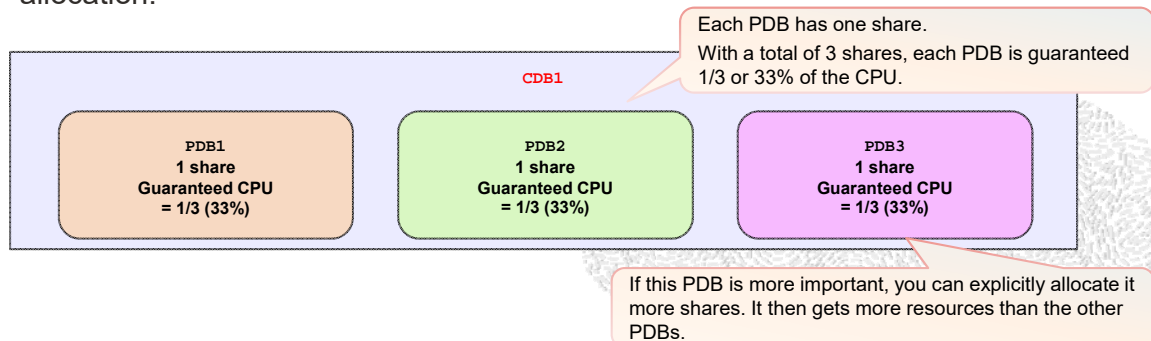 allocation.
Each PDB has one share.
With a total of 3 shares, each PDB is guaranteed
1/3 or 33% of the CPU.
CDB1
PDB1
1 share
Guaranteed CPU
= 1/3 (33%)
PDB2
1 share
Guaranteed CPU
= 1/3 (33%)
PDB3
1 share
Guaranteed CPU
= 1/3 (33%)
If this PDB is more important, you can explicitly allocate it
more shares. It then gets more resources than the other
PDBs.